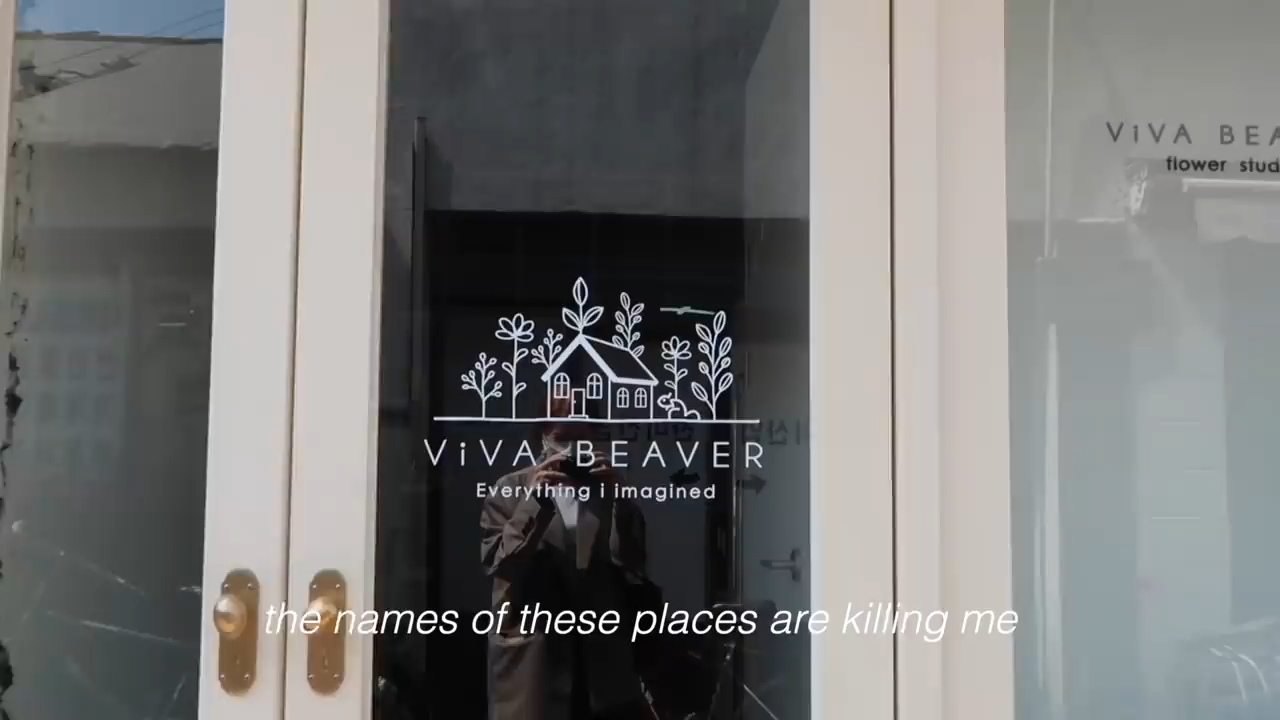 ViVA BEA
flower stud
ViVA BEAVER
Everything i imagined
the names of these places are killing me